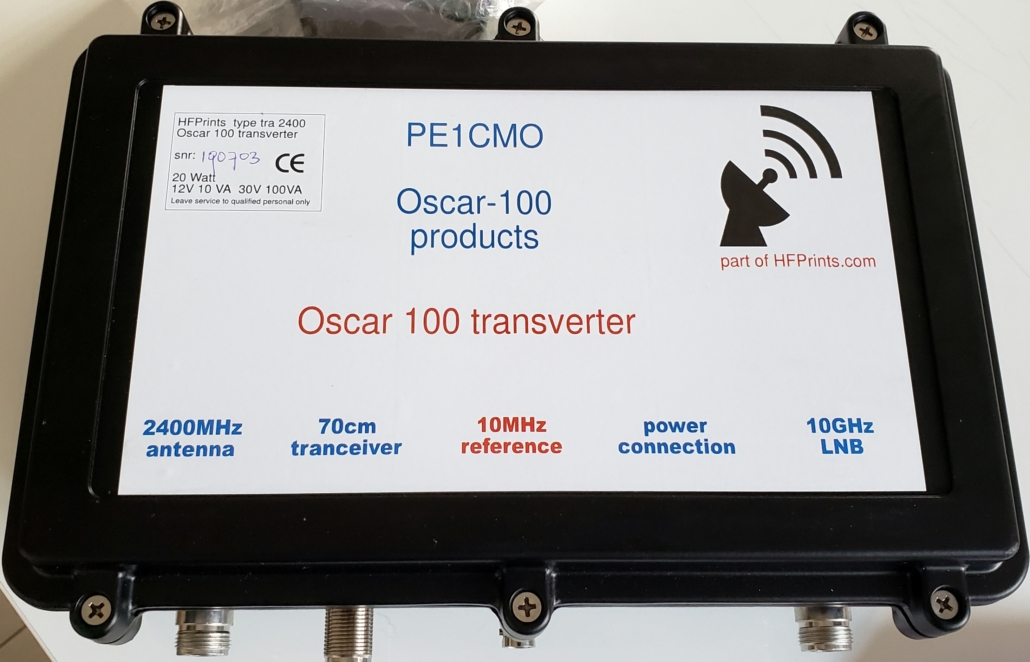 HFPrints type tra 2400
Oscar 100 transverter
snr: 190703 CE
20 Watt
12V 10 VA 30V 100VA
Leave service to qualified personal only
PE1CMO
Oscar-100
products
part of HFPrints.com
Oscar 100 transverter
2400MHz
antenna
70cm
tranceiver
10MHz
reference
power
connection
10GHz
LNB